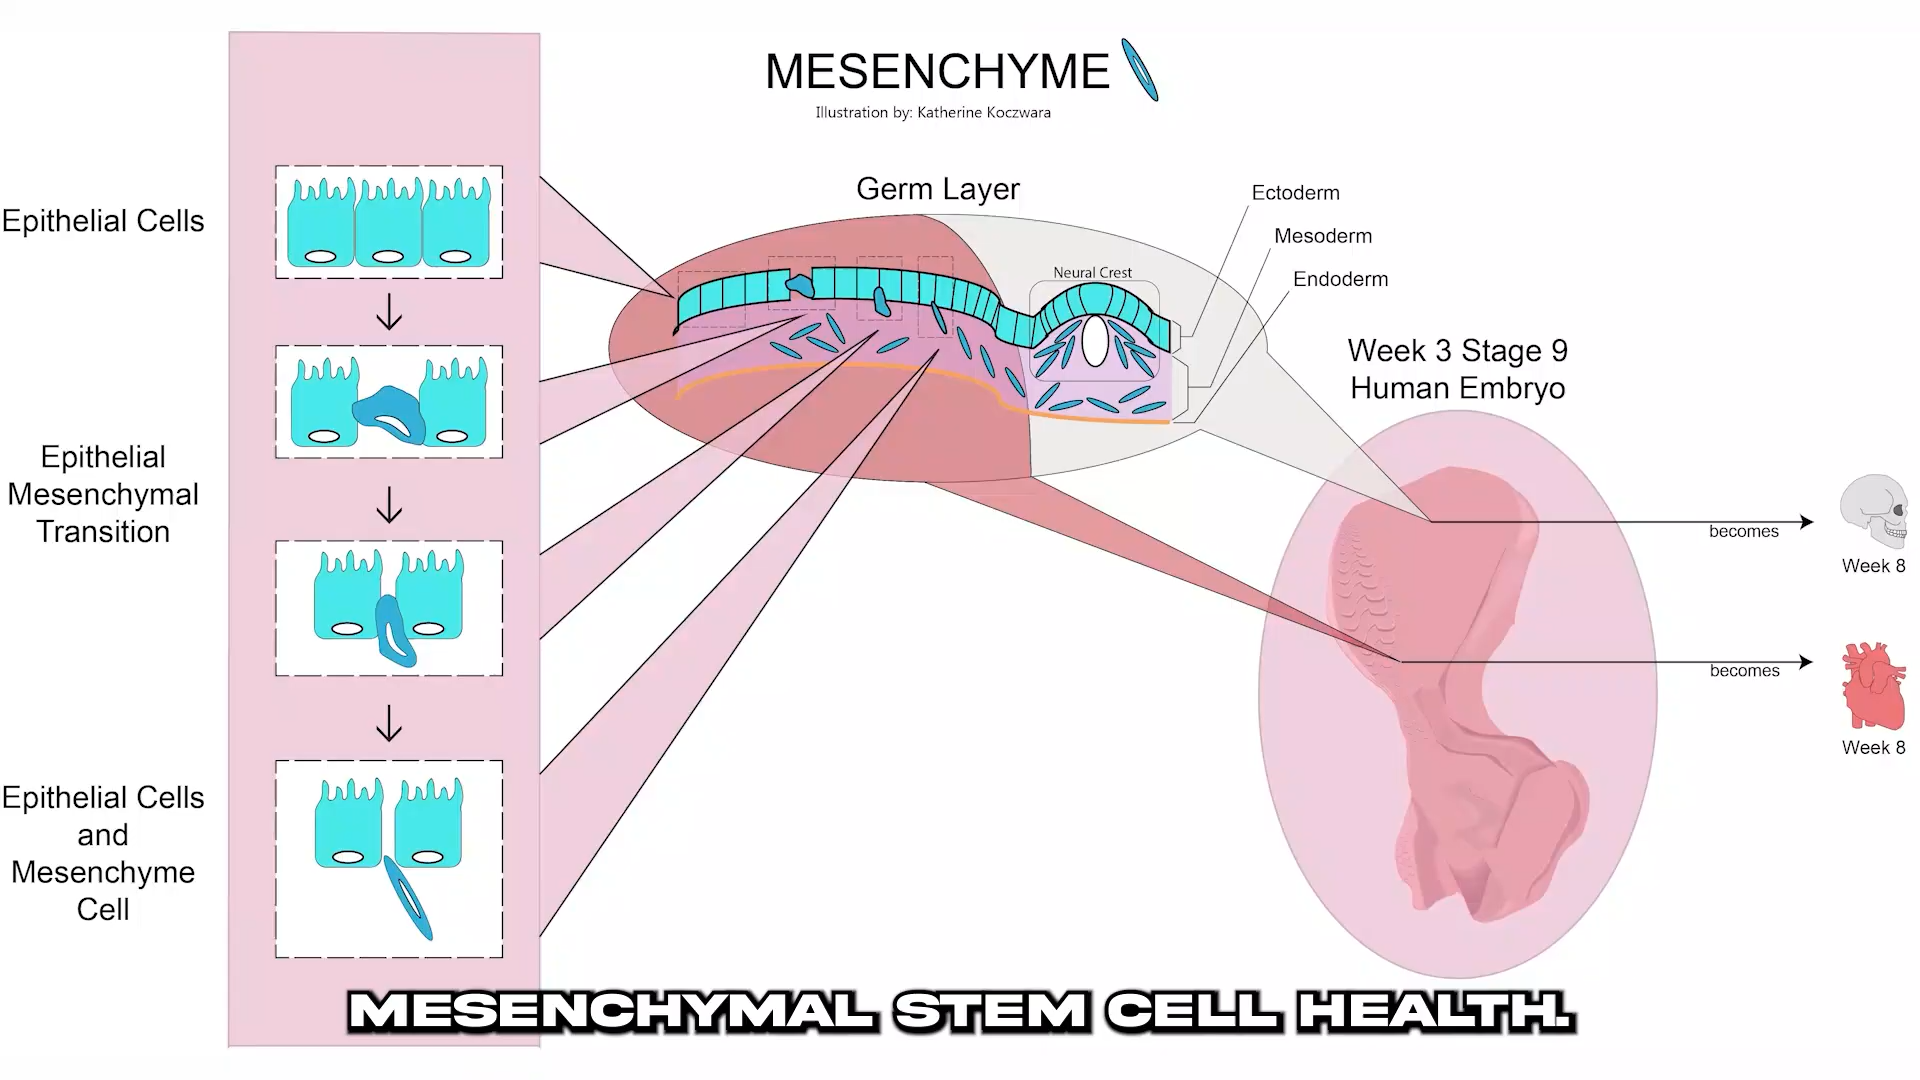 MESENCHYME
Illustration by: Katherine Koczwara
Germ Layer
Ectoderm
Mesoderm
Endoderm
Neural Crest
Epithelial Cells
Epithelial
Mesenchymal
Transition
Epithelial Cells
and
Mesenchyme
Cell
Week 3 Stage 9
Human Embryo
becomes
Week 8
becomes
Week 8
MESENCHYMAL STEM CELL HEALTH.